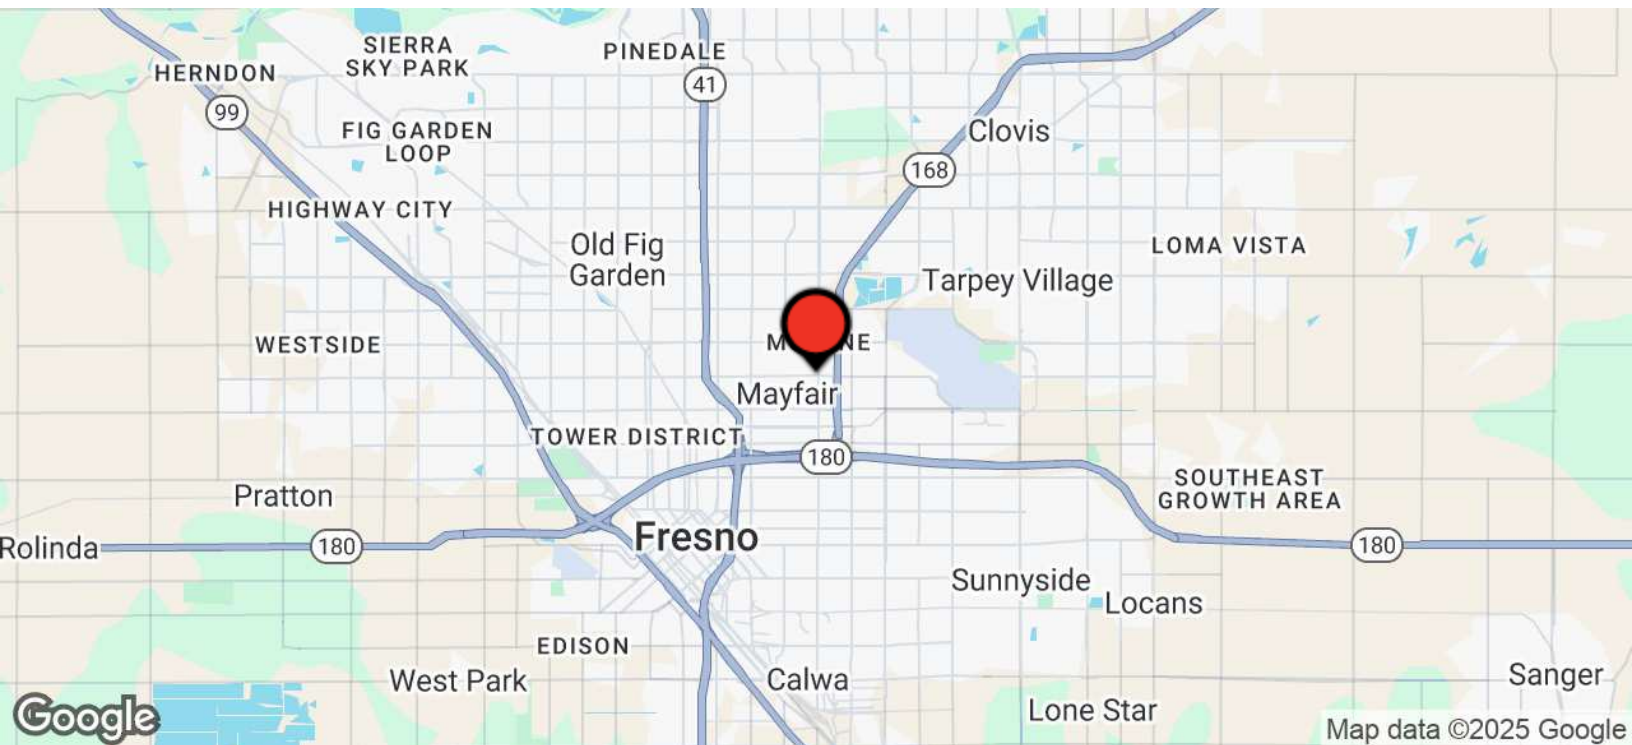 SIERRA
SKY PARK
PINEDALE
HERNDON
41
99
Clovis
FIG GARDEN
LOOP
168
HIGHWAY CITY
Old Fig
Garden
LOMA VISTA
Tarpey Village
WESTSIDE
Mayfair
TOWER DISTRICT
180
SOUTHEAST
GROWTH AREA
Pratton
Fresno
Rolinda
180
180
Sunnyside
Locans
EDISON
West Park
Calwa
Sanger
Lone Star
Google
Map data ©2025 Google